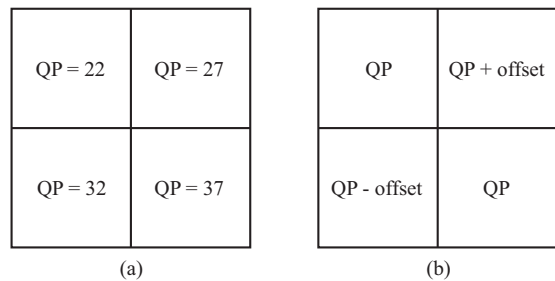 QP = 22
QP = 27
QP = 32
QP = 37
(a)
QP
QP + offset
QP - offset
QP
(b)